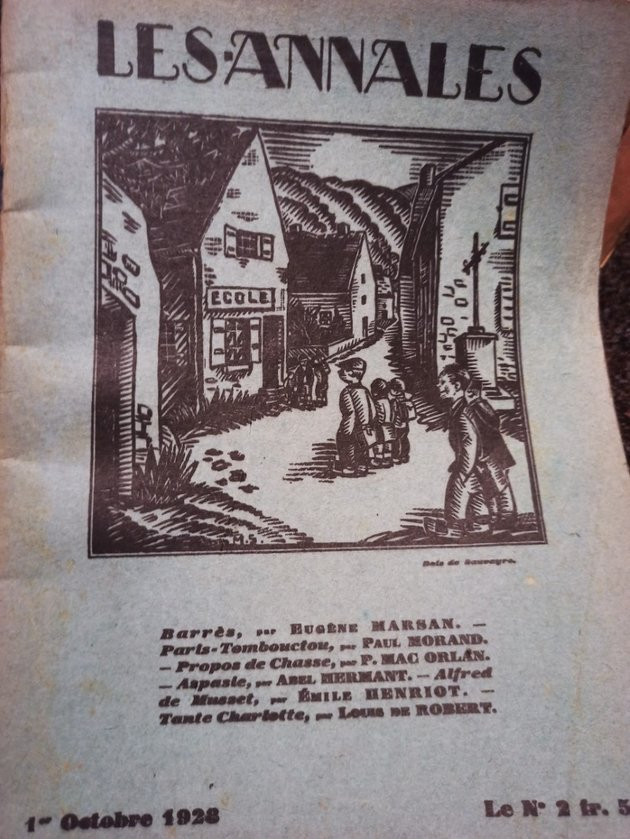 LES·ANNALES
ECOLE
Bois de Sauvayre.
Barrès, par EUGÈNE MARSAN. —
Paris-Tombouctou, par PAUL MORAND.
— Propos de Chasse, par P. MAC ORLAN.
— Aspasie, par ABEL HERMANT. — Alfred
de Musset, par ÉMILE HENRIOT. —
Tante Charlotte, par LOUIS DE ROBERT.
1er Octobre 1928
Le N° 2 fr. 5